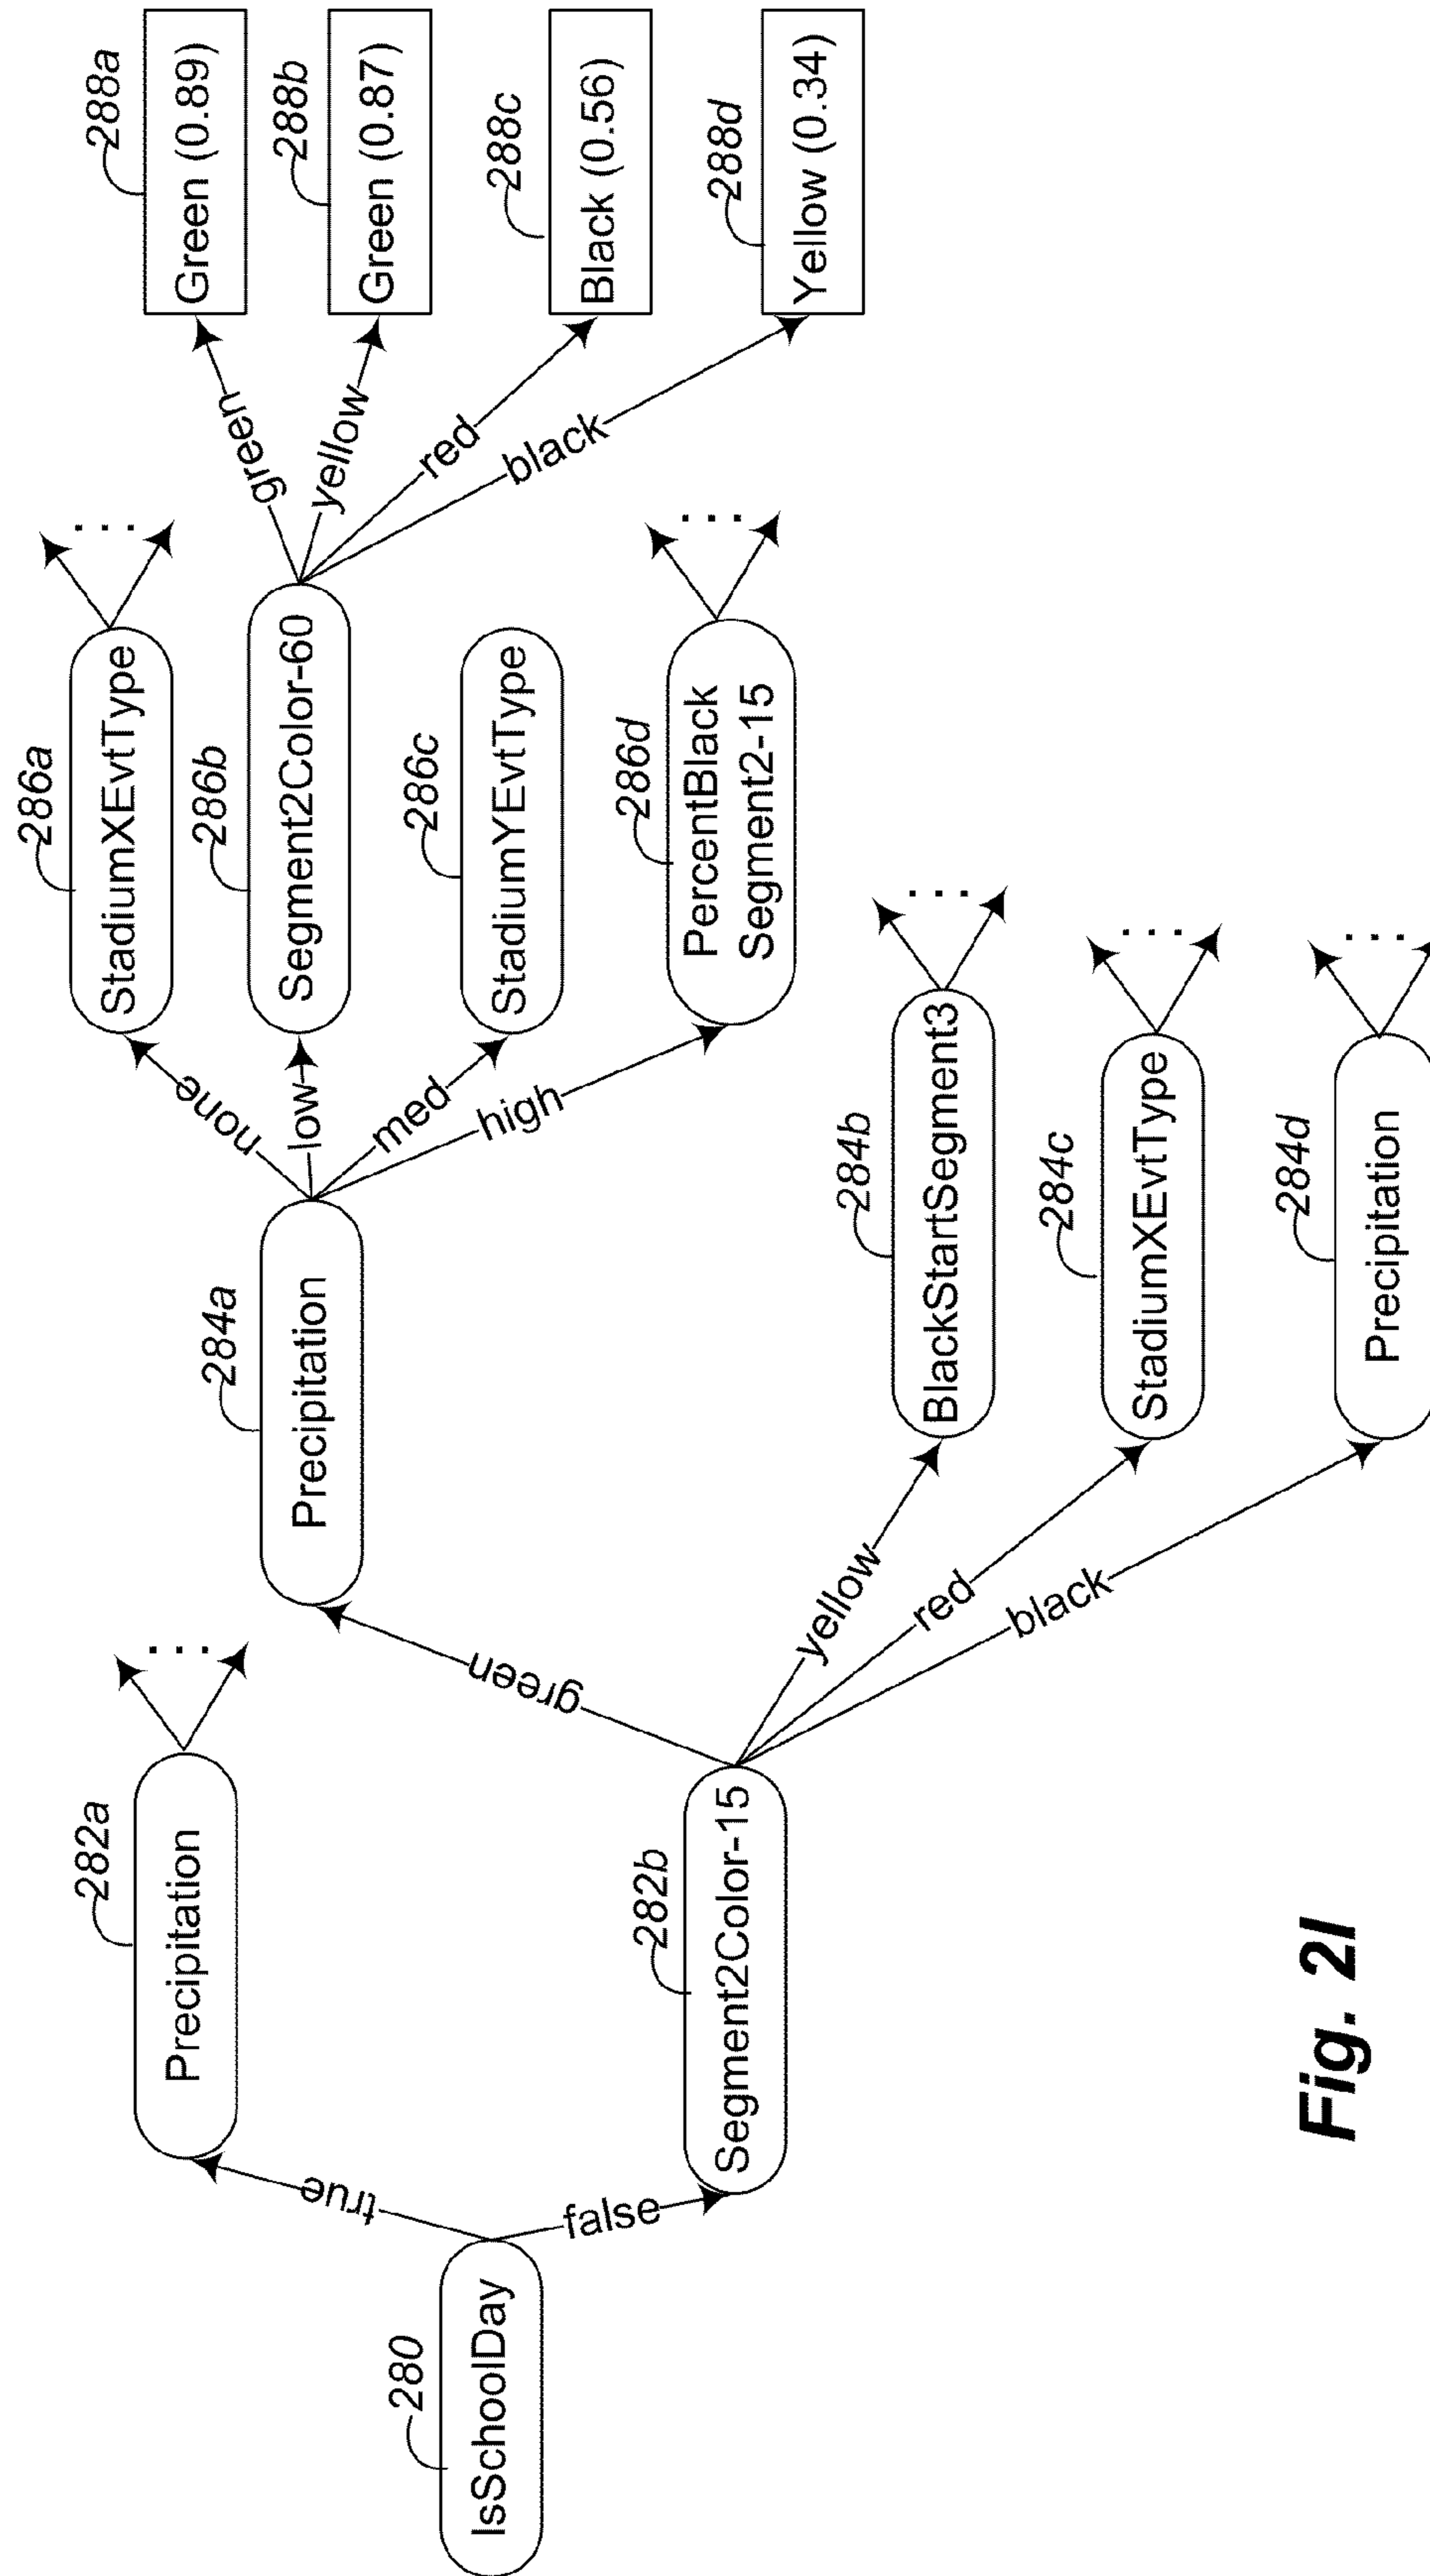 280
IsSchoolDay
true
false
282a
Precipitation
282b
Segment2Color-15
green
yellow
red
black
284a
Precipitation
284b
BlackStartSegment3
284c
StadiumXEvtType
284d
Precipitation
none
low
med
high
286a
StadiumXEvtType
286b
Segment2Color-60
286c
StadiumYEvtType
286d
PercentBlack
Segment2-15
green
yellow
red
black
288a
Green (0.89)
288b
Green (0.87)
288c
Black (0.56)
288d
Yellow (0.34)
...
...
...
...
...
...
Fig. 2I